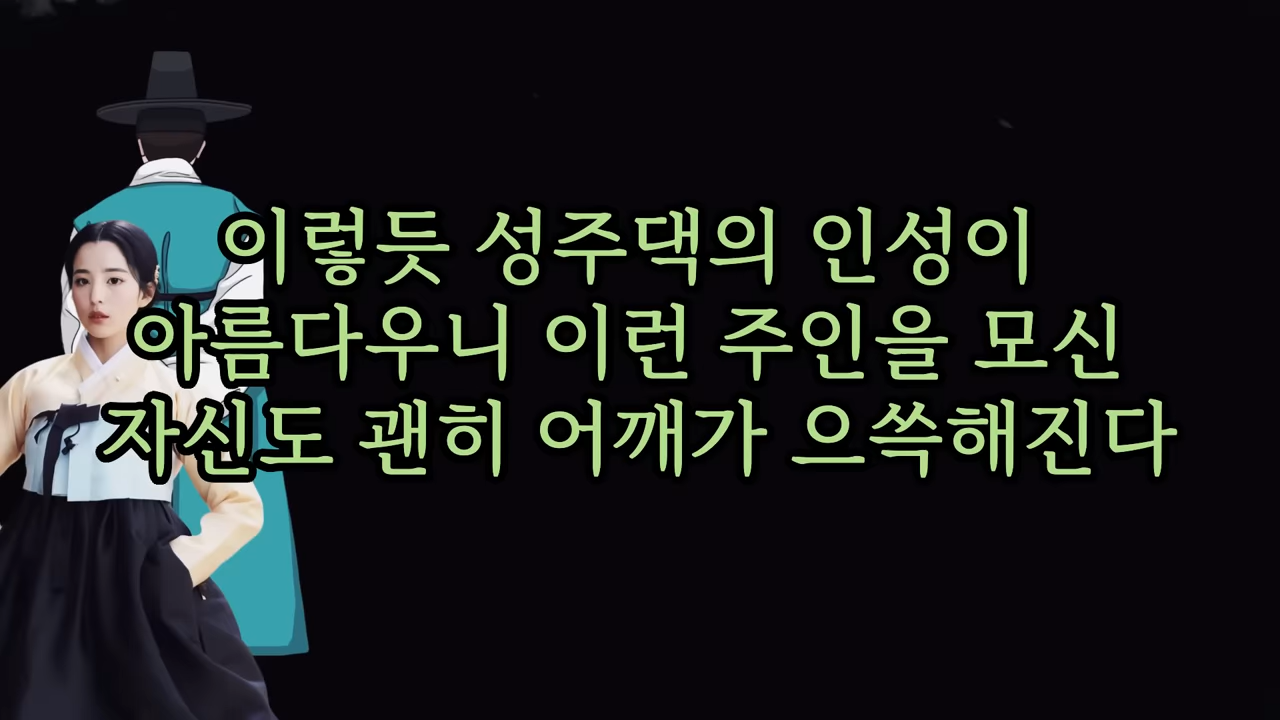 이렇듯 성주댁의 인성이
아름다우니 이런 주인을 모신
자신도 괜히 어깨가 으쓱해진다